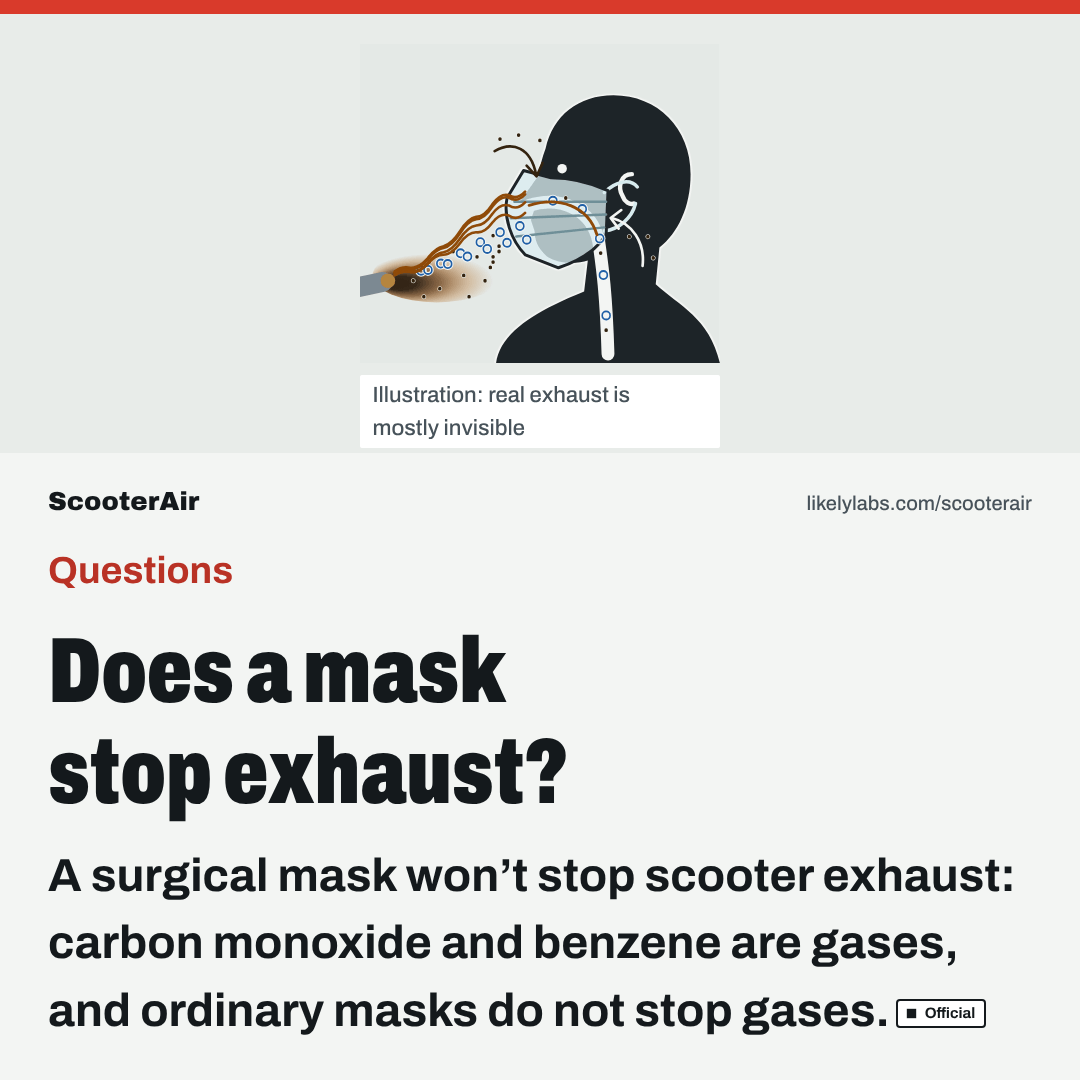 Illustration: real exhaust is
mostly invisible
ScooterAir
likelylabs.com/scooterair
Questions
Does a mask
stop exhaust?
A surgical mask won’t stop scooter exhaust:
carbon monoxide and benzene are gases,
and ordinary masks do not stop gases. Official